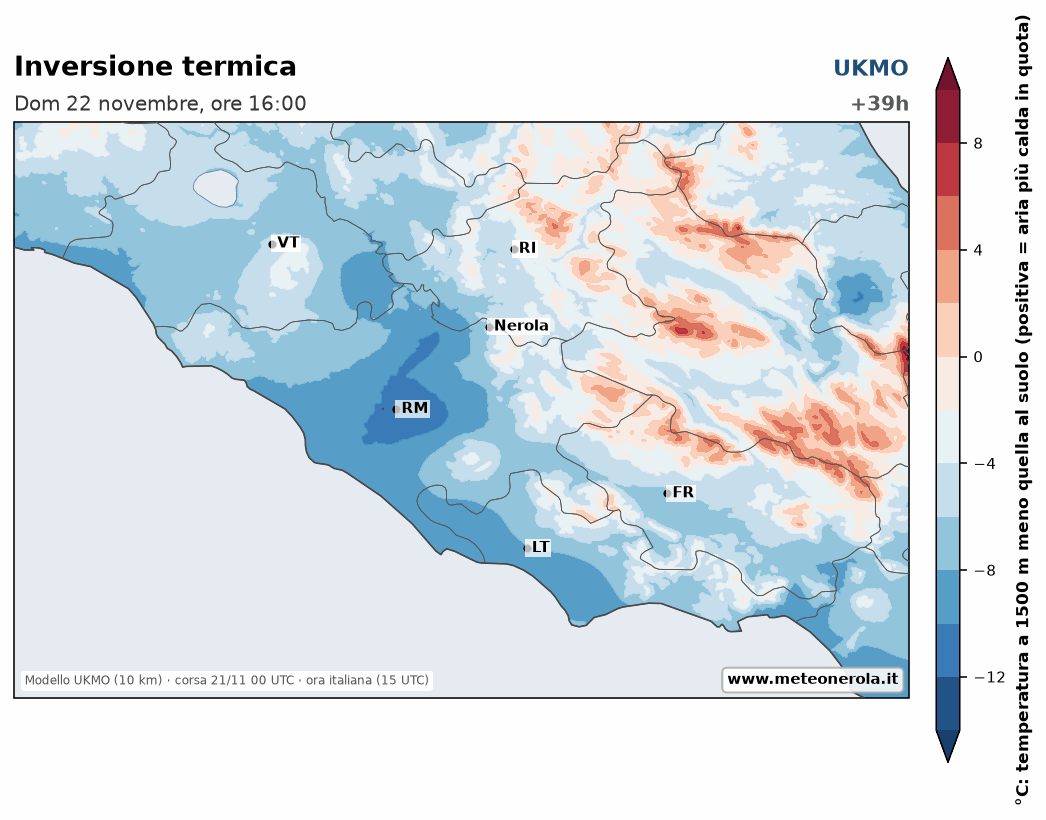 Inversione termica
UKMO
Dom 22 novembre, ore 16:00
+39h
VT
RI
Nerola
RM
FR
LT
8
4
0
−4
−8
−12
°C: temperatura a 1500 m meno quella al suolo (positiva = aria più calda in quota)
Modello UKMO (10 km) · corsa 21/11 00 UTC · ora italiana (15 UTC)
www.meteonerola.it